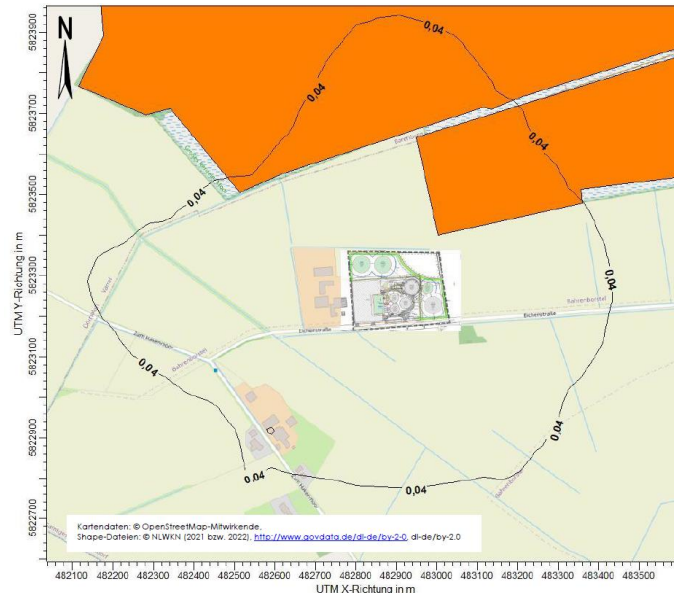 N
UTM Y-Richtung in m
5823900
5823700
5823500
5823300
5823100
5822900
5822700
0,04
0,04
0,04
0,04
0,04
0,04
0,04
0,04
0,04
Bahrenborstel
Eichenstraße
Eichenstraße
Bahrenborstel
Bahrenborstel
Kartendaten: © OpenStreetMap-Mitwirkende,
Shape-Dateien: © NLWKN (2021 bzw. 2022), http://www.govdata.de/dl-de/by-2-0, dl-de/by-2.0
482100 482200 482300 482400 482500 482600 482700 482800 482900 483000 483100 483200 483300 483400 483500
UTM X-Richtung in m